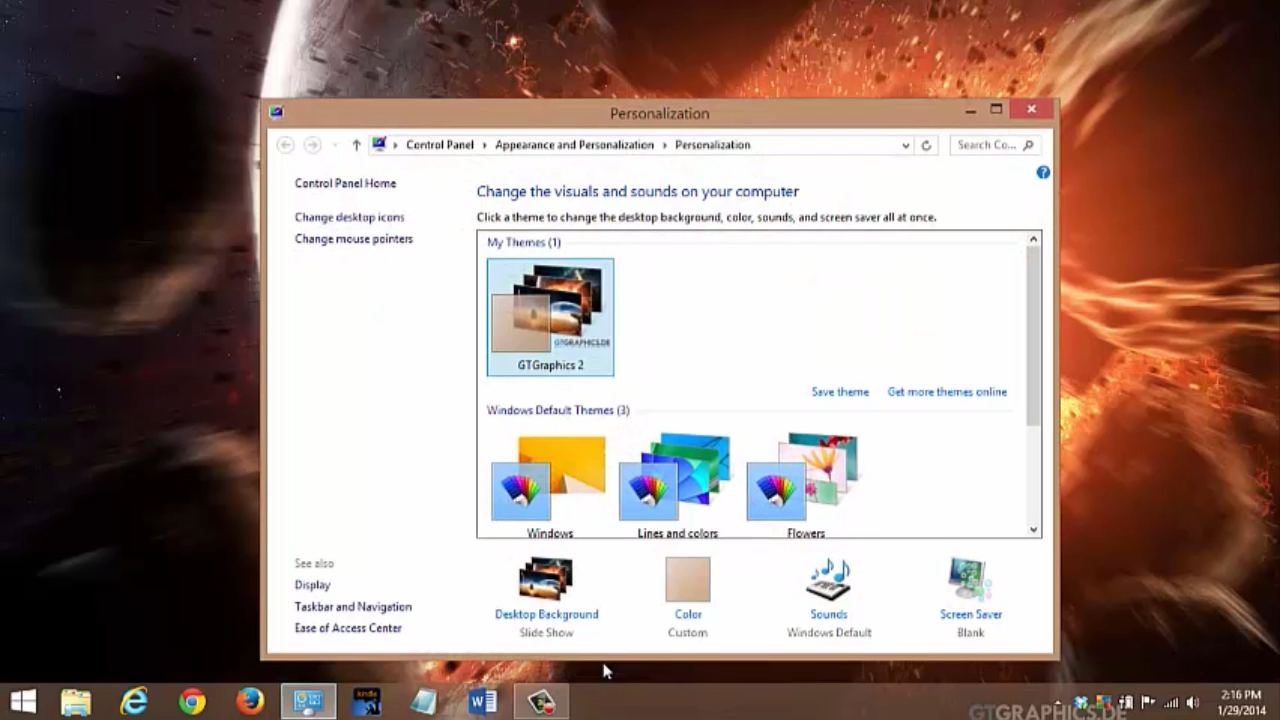 Personalization
Control Panel Appearance and Personalization Personalization
Search Co...
Control Panel Home
Change desktop icons
Change mouse pointers
Change the visuals and sounds on your computer
Click a theme to change the desktop background, color, sounds, and screen saver all at once.
My Themes (1)
GTGRAPHICS.DE
GTGraphics 2
Save theme Get more themes online
Windows Default Themes (3)
Windows Lines and colors Flowers
See also
Display
Taskbar and Navigation
Ease of Access Center
Desktop Background
Slide Show
Color
Custom
Sounds
Windows Default
Screen Saver
Blank
kindle
2:16 PM
1/29/2014
GTGRAPHICS.DE